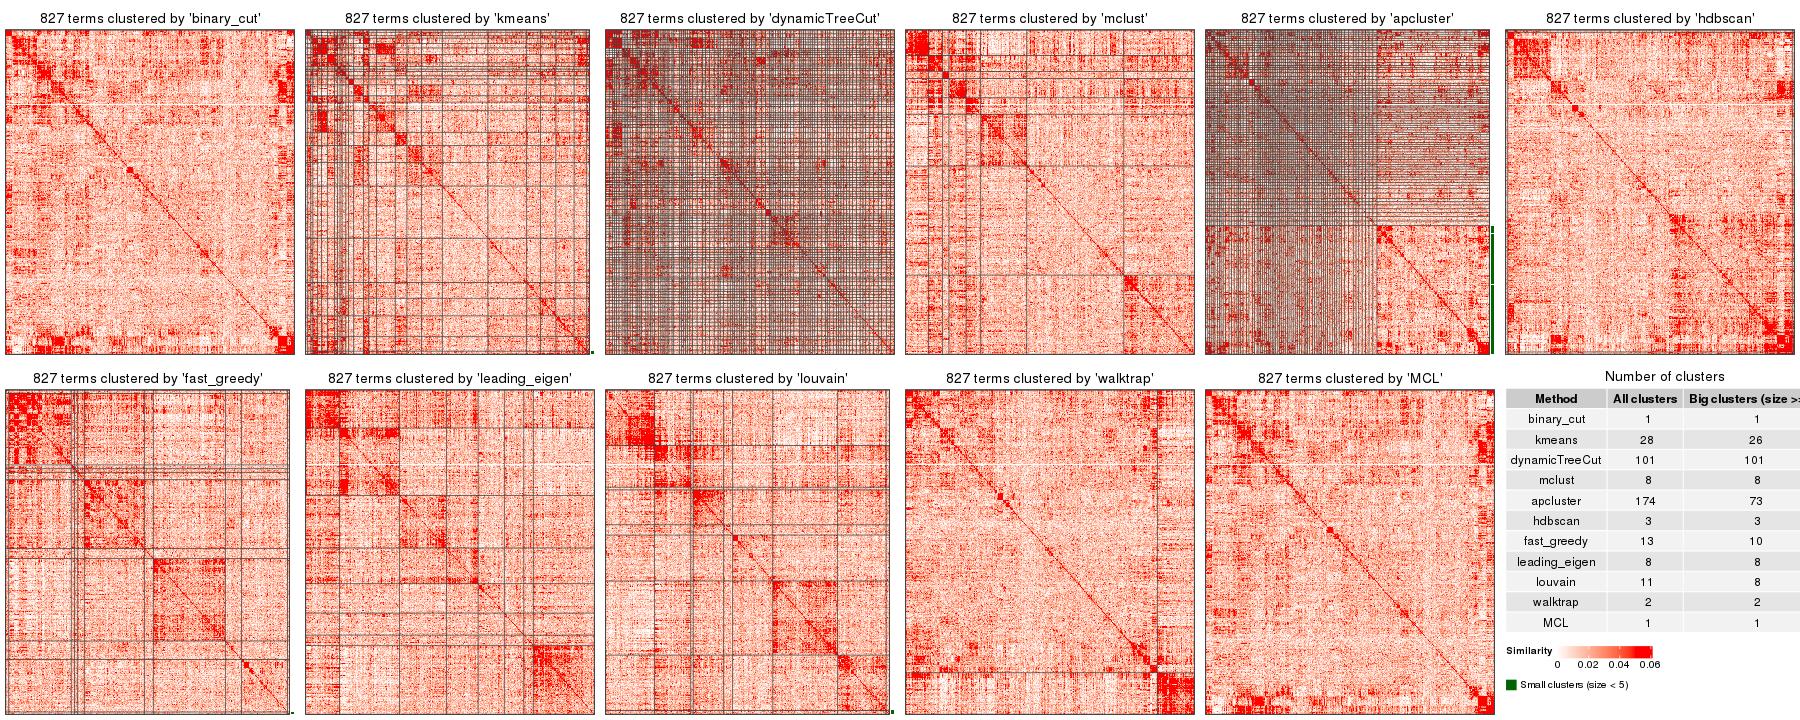 827 terms clustered by 'binary_cut'
827 terms clustered by 'kmeans'
827 terms clustered by 'dynamicTreeCut'
827 terms clustered by 'mclust'
827 terms clustered by 'apcluster'
827 terms clustered by 'hdbscan'
827 terms clustered by 'fast_greedy'
827 terms clustered by 'leading_eigen'
827 terms clustered by 'louvain'
827 terms clustered by 'walktrap'
827 terms clustered by 'MCL'
Number of clusters
Method All clusters Big clusters (size >=
binary_cut 1 1
kmeans 28 26
dynamicTreeCut 101 101
mclust 8 8
apcluster 174 73
hdbscan 3 3
fast_greedy 13 10
leading_eigen 8 8
louvain 11 8
walktrap 2 2
MCL 1 1
Similarity
0 0.02 0.04 0.06
Small clusters (size < 5)